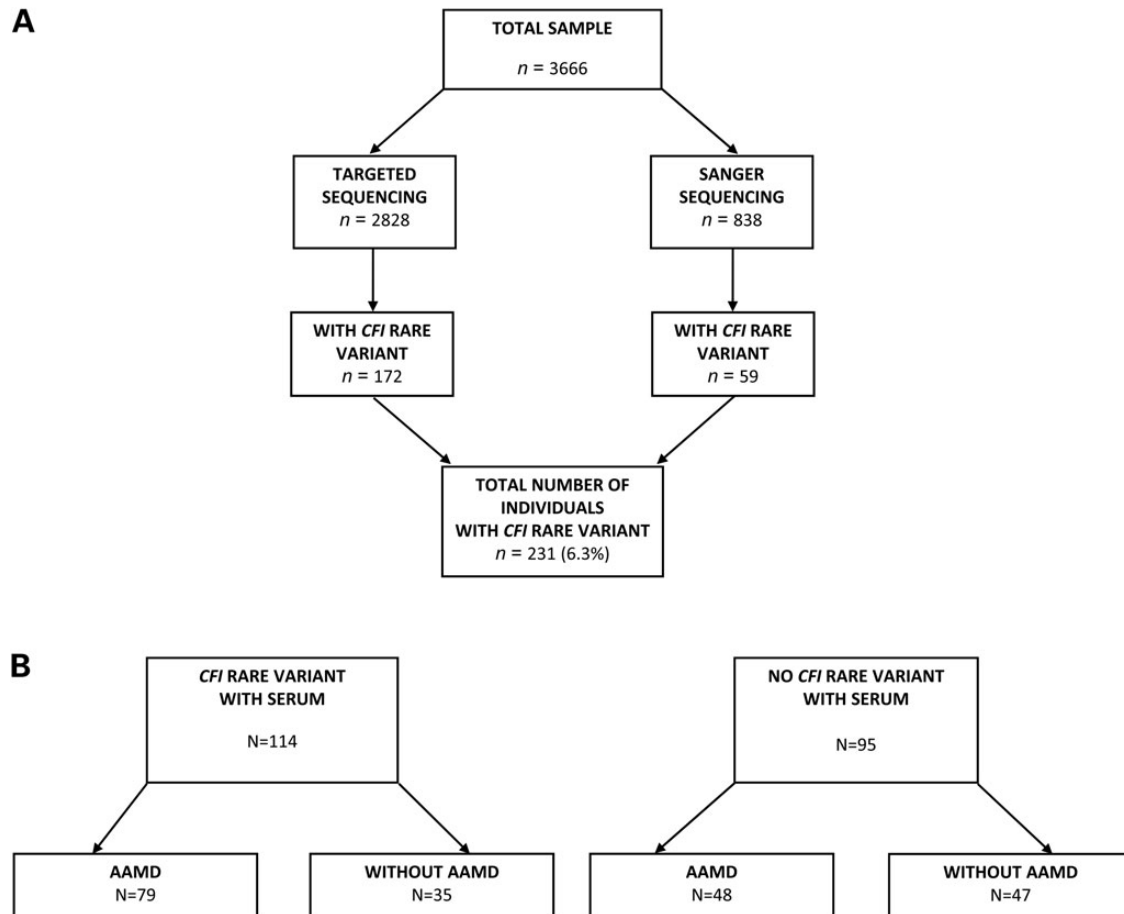 A
TOTAL SAMPLE
n = 3666
TARGETED
SEQUENCING
n = 2828
SANGER
SEQUENCING
n = 838
WITH CFI RARE
VARIANT
n = 172
WITH CFI RARE
VARIANT
n = 59
TOTAL NUMBER OF
INDIVIDUALS
WITH CFI RARE VARIANT
n = 231 (6.3%)
B
CFI RARE VARIANT
WITH SERUM
N=114
NO CFI RARE VARIANT
WITH SERUM
N=95
AAMD
N=79
WITHOUT AAMD
N=35
AAMD
N=48
WITHOUT AAMD
N=47